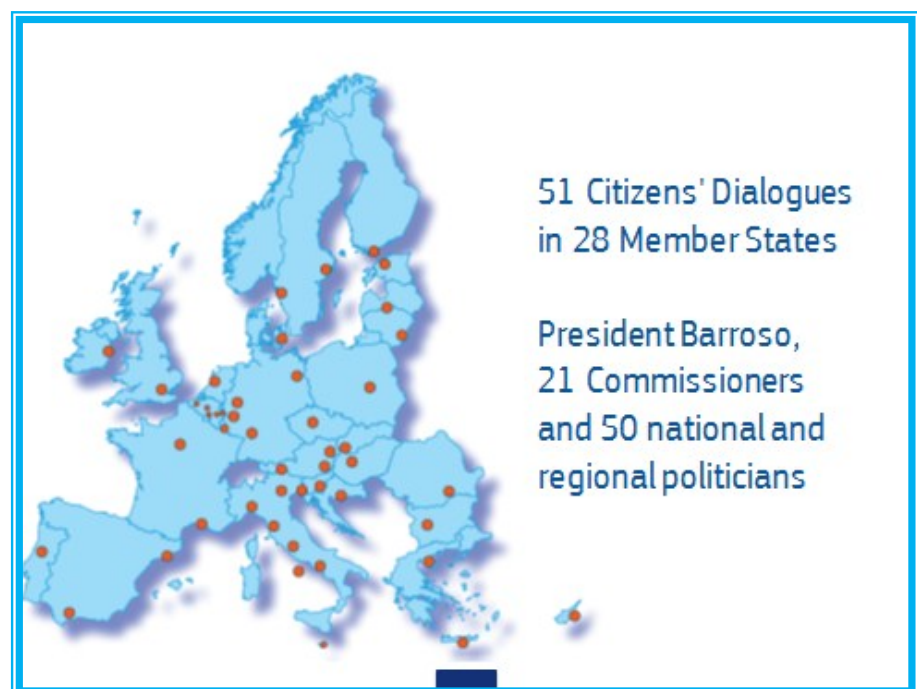 51 Citizens' Dialogues
in 28 Member States
President Barroso,
21 Commissioners
and 50 national and
regional politicians